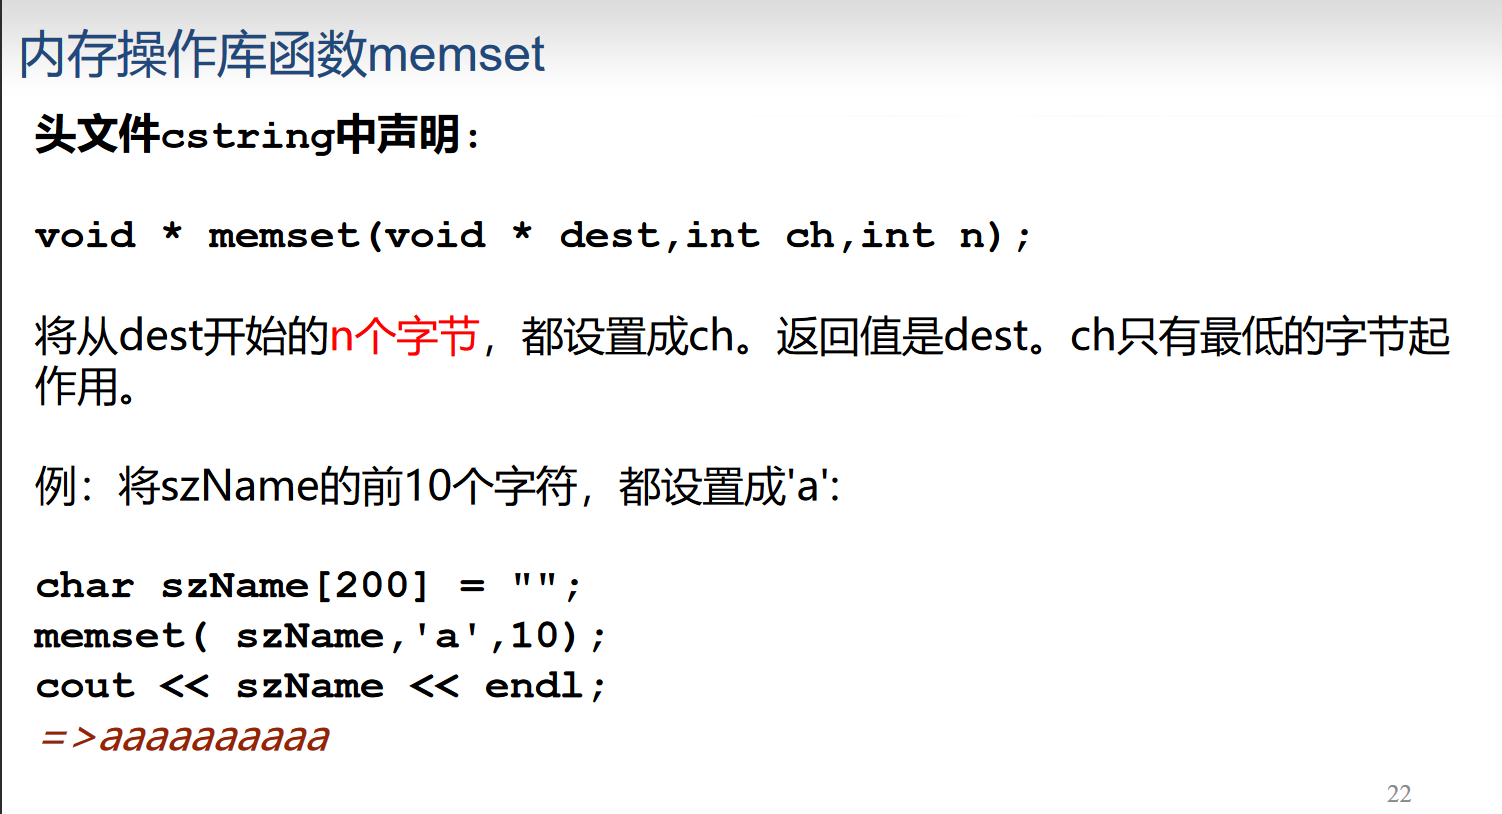 内存操作库函数memset
头文件cstring中声明:
void * memset(void * dest,int ch,int n);
将从dest开始的n个字节，都设置成ch。返回值是dest。ch只有最低的字节起
作用。
例：将szName的前10个字符，都设置成'a':
char szName[200] = "";
memset( szName,'a',10);
cout << szName << endl;
=>aaaaaaaaaa
22